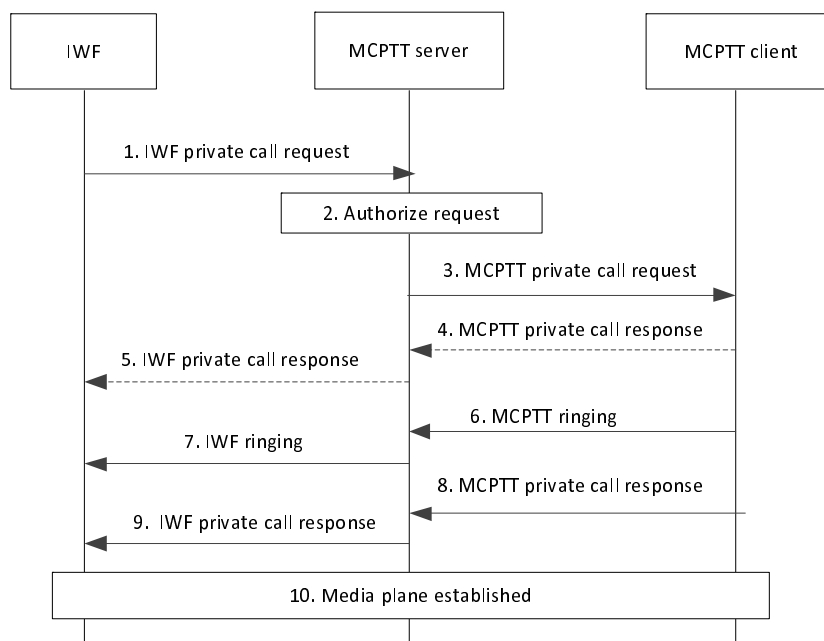 IWF
MCPTT server
MCPTT client
1. IWF private call request
2. Authorize request
3. MCPTT private call request
4. MCPTT private call response
5. IWF private call response
6. MCPTT ringing
7. IWF ringing
8. MCPTT private call response
9. IWF private call response
10. Media plane established